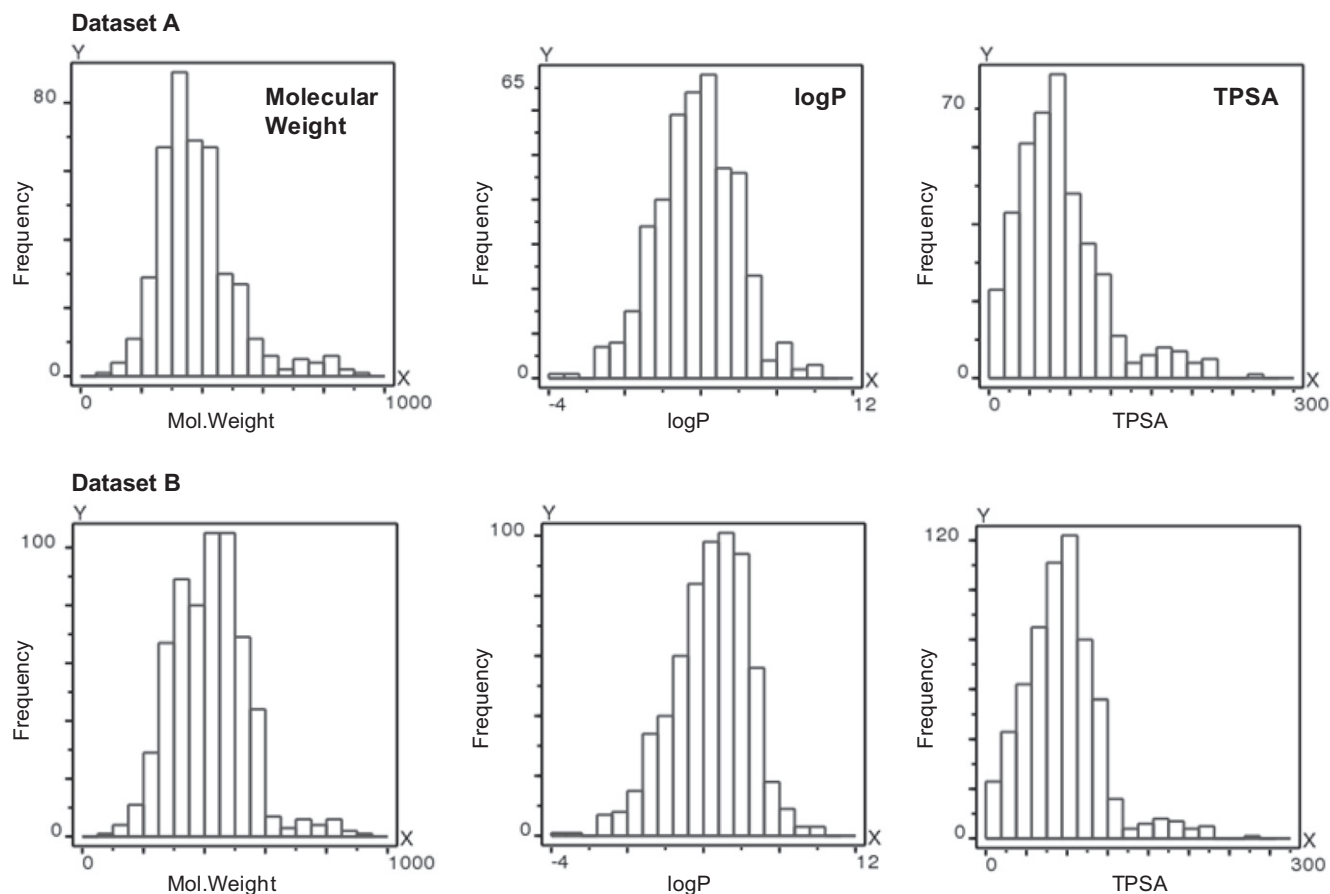 Dataset A
Y
80
0
Frequency
Molecular
Weight
X
0
1000
Mol.Weight
Y
65
0
Frequency
logP
X
-4
12
logP
Y
70
0
Frequency
TPSA
X
0
300
TPSA
Dataset B
Y
100
0
Frequency
X
0
1000
Mol.Weight
Y
100
0
Frequency
X
-4
12
logP
Y
120
0
Frequency
X
0
300
TPSA